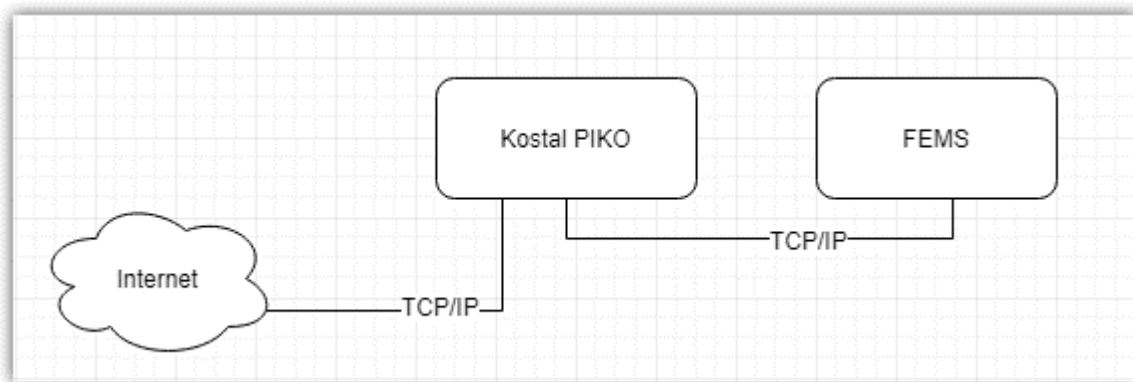 Kostal PIKO
FEMS
TCP/IP
Internet
TCP/IP